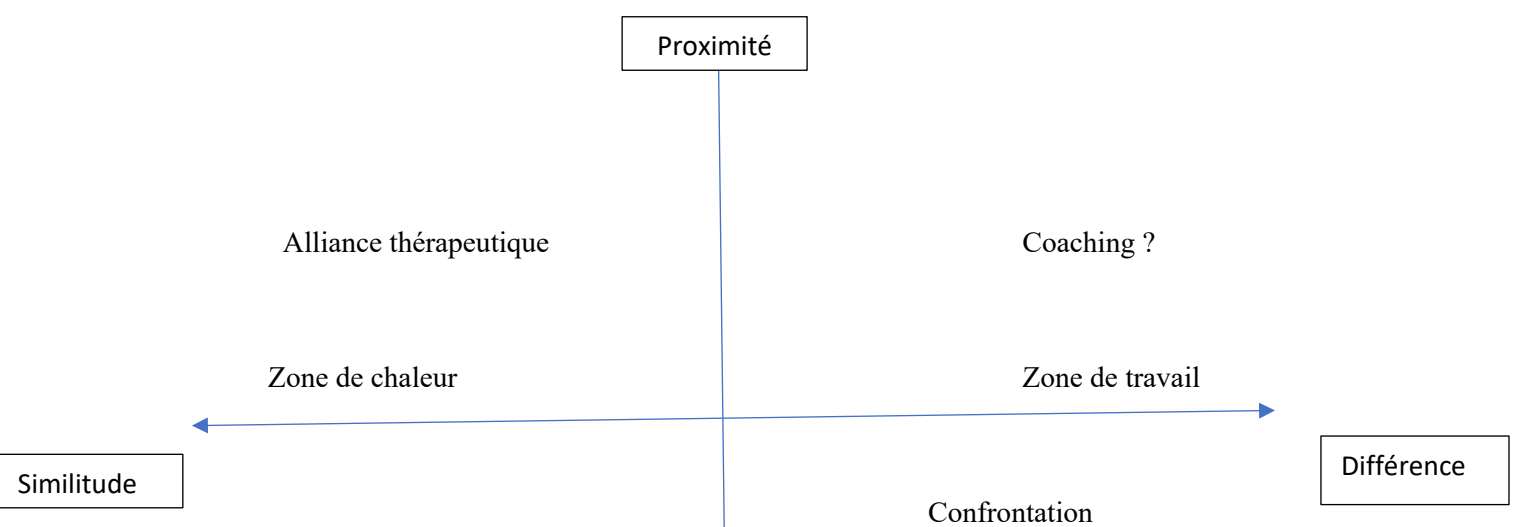 Proximité
Alliance thérapeutique
Coaching ?
Zone de chaleur
Zone de travail
Similitude
Différence
Confrontation